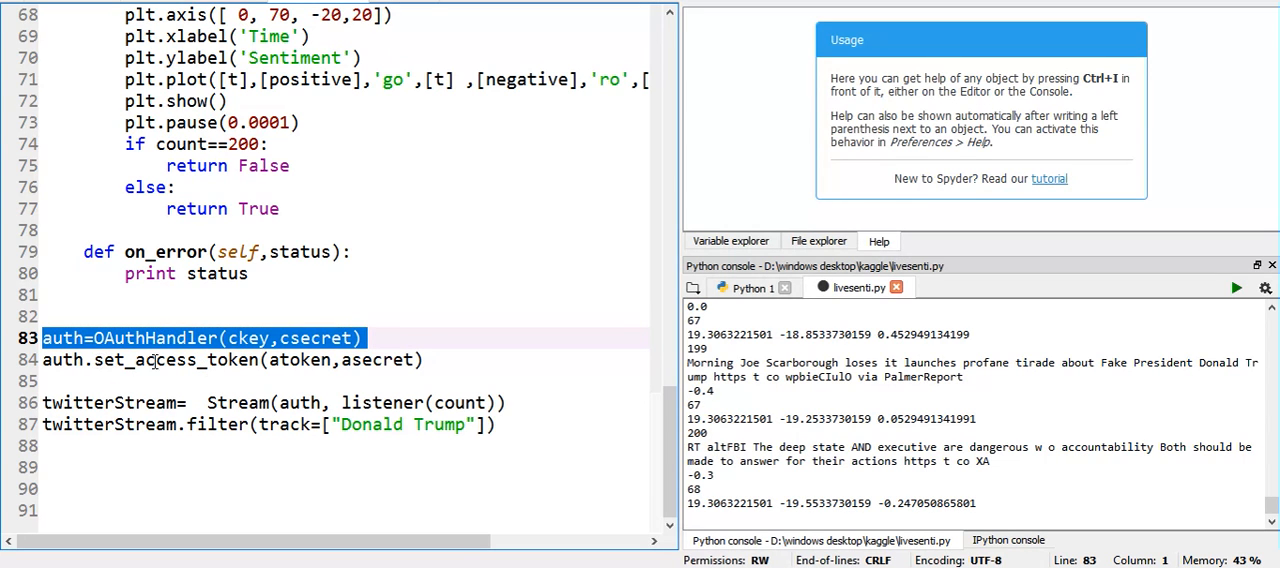 68 plt.axis([ 0, 70, -20,20])
69 plt.xlabel('Time')
70 plt.ylabel('Sentiment')
71 plt.plot([t],[positive],'go',[t] ,[negative],'ro',[
72 plt.show()
73 plt.pause(0.0001)
74 if count==200:
75 return False
76 else:
77 return True
78
79 def on_error(self,status):
80 print status
81
82
83 auth=OAuthHandler(ckey,csecret)
84 auth.set_access_token(atoken,asecret)
85
86 twitterStream=  Stream(auth, listener(count))
87 twitterStream.filter(track=["Donald Trump"])
88
89
90
91
Usage
Here you can get help of any object by pressing Ctrl+I in
front of it, either on the Editor or the Console.
Help can also be shown automatically after writing a left
parenthesis next to an object. You can activate this
behavior in Preferences > Help.
New to Spyder? Read our tutorial
Variable explorer File explorer Help
Python console - D:\windows desktop\kaggle\livesenti.py
Python 1 livesenti.py
0.0
67
19.3063221501 -18.8533730159 0.452949134199
199
Morning Joe Scarborough loses it launches profane tirade about Fake President Donald Tr
ump https t co wpbieCIulO via PalmerReport
-0.4
67
19.3063221501 -19.2533730159 0.0529491341991
200
RT altFBI The deep state AND executive are dangerous w o accountability Both should be
made to answer for their actions https t co XA
-0.3
68
19.3063221501 -19.5533730159 -0.247050865801
Python console - D:\windows desktop\kaggle\livesenti.py IPython console
Permissions: RW End-of-lines: CRLF Encoding: UTF-8 Line: 83 Column: 1 Memory: 43 %